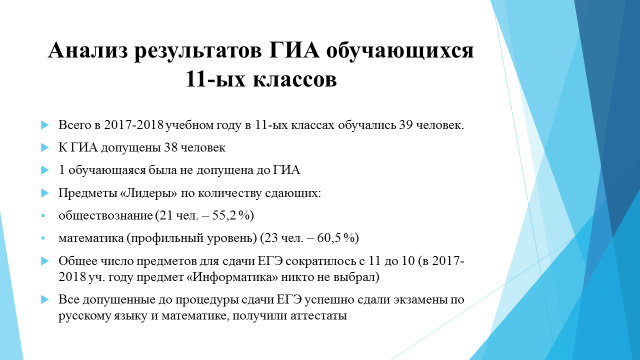 Анализ результатов ГИА обучающихся
11-ых классов
Всего в 2017-2018 учебном году в 11-ых классах обучались 39 человек.
К ГИА допущены 38 человек
1 обучающаяся была не допущена до ГИА
Предметы «Лидеры» по количеству сдающих:
обществознание (21 чел. – 55,2 %)
математика (профильный уровень) (23 чел. – 60,5 %)
Общее число предметов для сдачи ЕГЭ сократилось с 11 до 10 (в 2017-
2018 уч. году предмет «Информатика» никто не выбрал)
Все допущенные до процедуры сдачи ЕГЭ успешно сдали экзамены по
русскому языку и математике, получили аттестаты